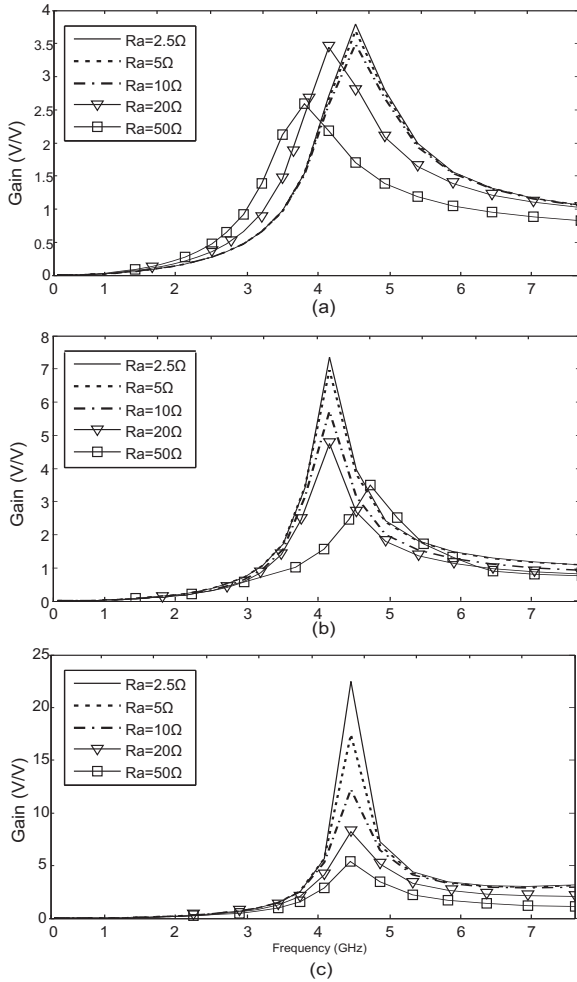 4
3.5
3
2.5
2
1.5
1
0.5
0
Gain (V/V)
Ra=2.5Ω
Ra=5Ω
Ra=10Ω
Ra=20Ω
Ra=50Ω
0 1 2 3 4 5 6 7
(a)
8
7
6
5
4
3
2
1
0
Gain (V/V)
Ra=2.5Ω
Ra=5Ω
Ra=10Ω
Ra=20Ω
Ra=50Ω
0 1 2 3 4 5 6 7
(b)
25
20
15
10
5
0
Gain (V/V)
Ra=2.5Ω
Ra=5Ω
Ra=10Ω
Ra=20Ω
Ra=50Ω
0 1 2 3 4 5 6 7
Frequency (GHz)
(c)